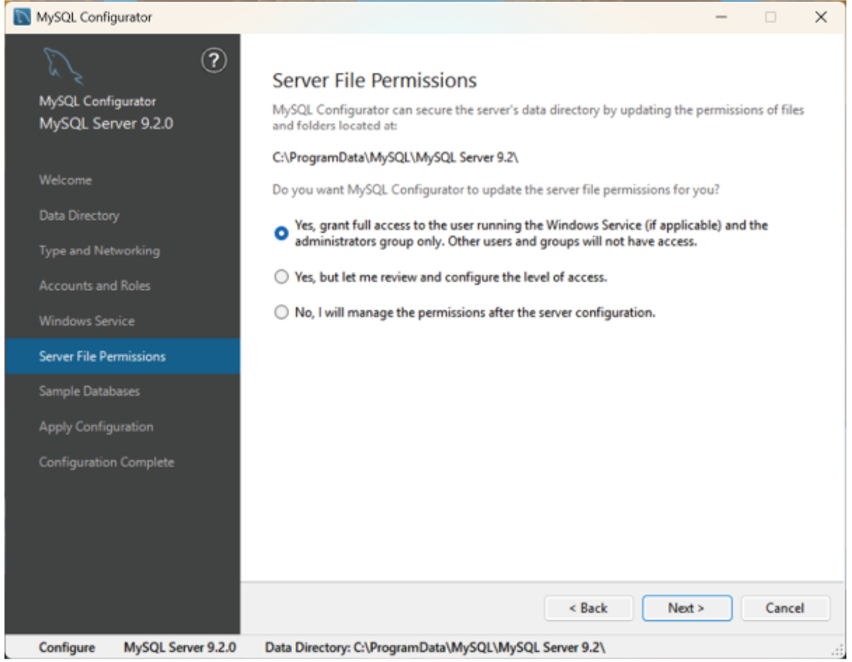 MySQL Configurator
?
MySQL Configurator
MySQL Server 9.2.0
Welcome
Data Directory
Type and Networking
Accounts and Roles
Windows Service
Server File Permissions
Sample Databases
Apply Configuration
Configuration Complete
Server File Permissions
MySQL Configurator can secure the server's data directory by updating the permissions of files
and folders located at:
C:\ProgramData\MySQL\MySQL Server 9.2\
Do you want MySQL Configurator to update the server file permissions for you?
Yes, grant full access to the user running the Windows Service (if applicable) and the
administrators group only. Other users and groups will not have access.
Yes, but let me review and configure the level of access.
No, I will manage the permissions after the server configuration.
< Back Next > Cancel
Configure MySQL Server 9.2.0 Data Directory: C:\ProgramData\MySQL\MySQL Server 9.2\